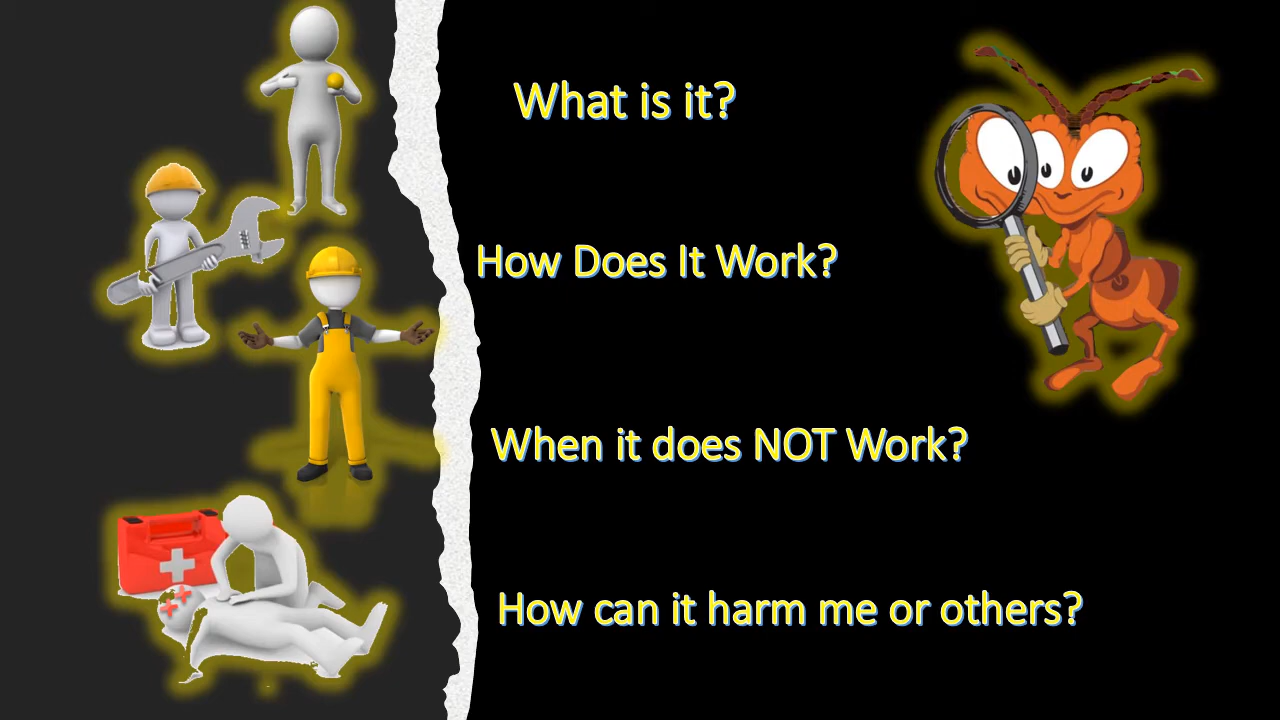 What is it?
How Does It Work?
When it does NOT Work?
How can it harm me or others?